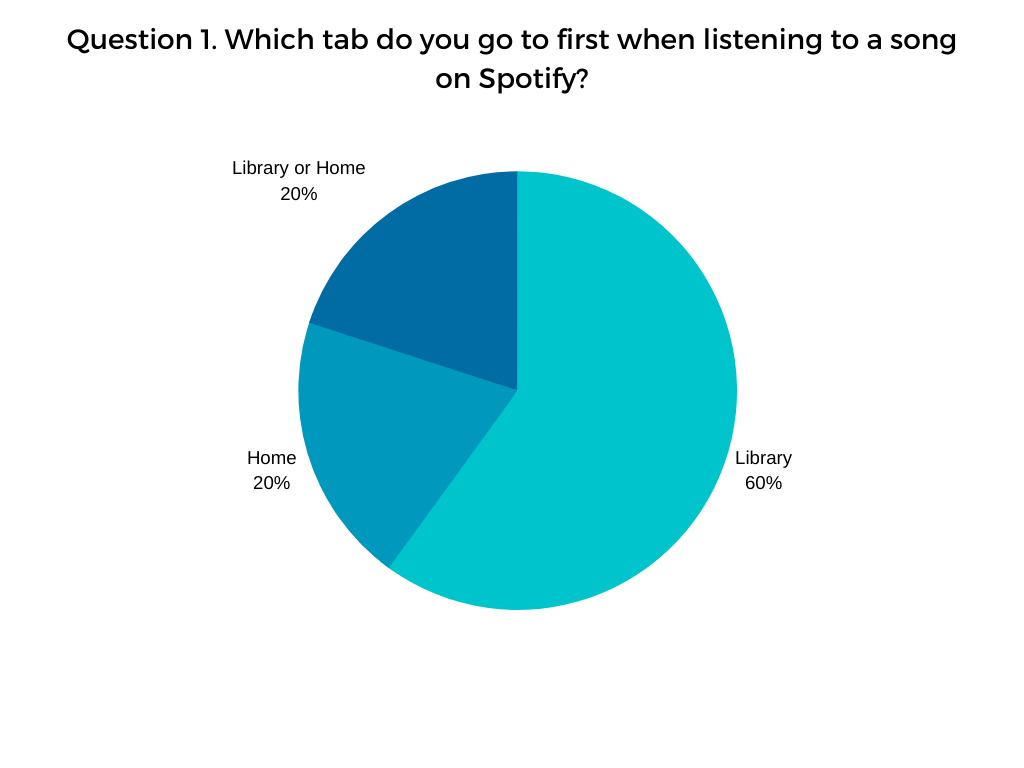 Question 1. Which tab do you go to first when listening to a song
on Spotify?
Library or Home
20%
Home
20%
Library
60%